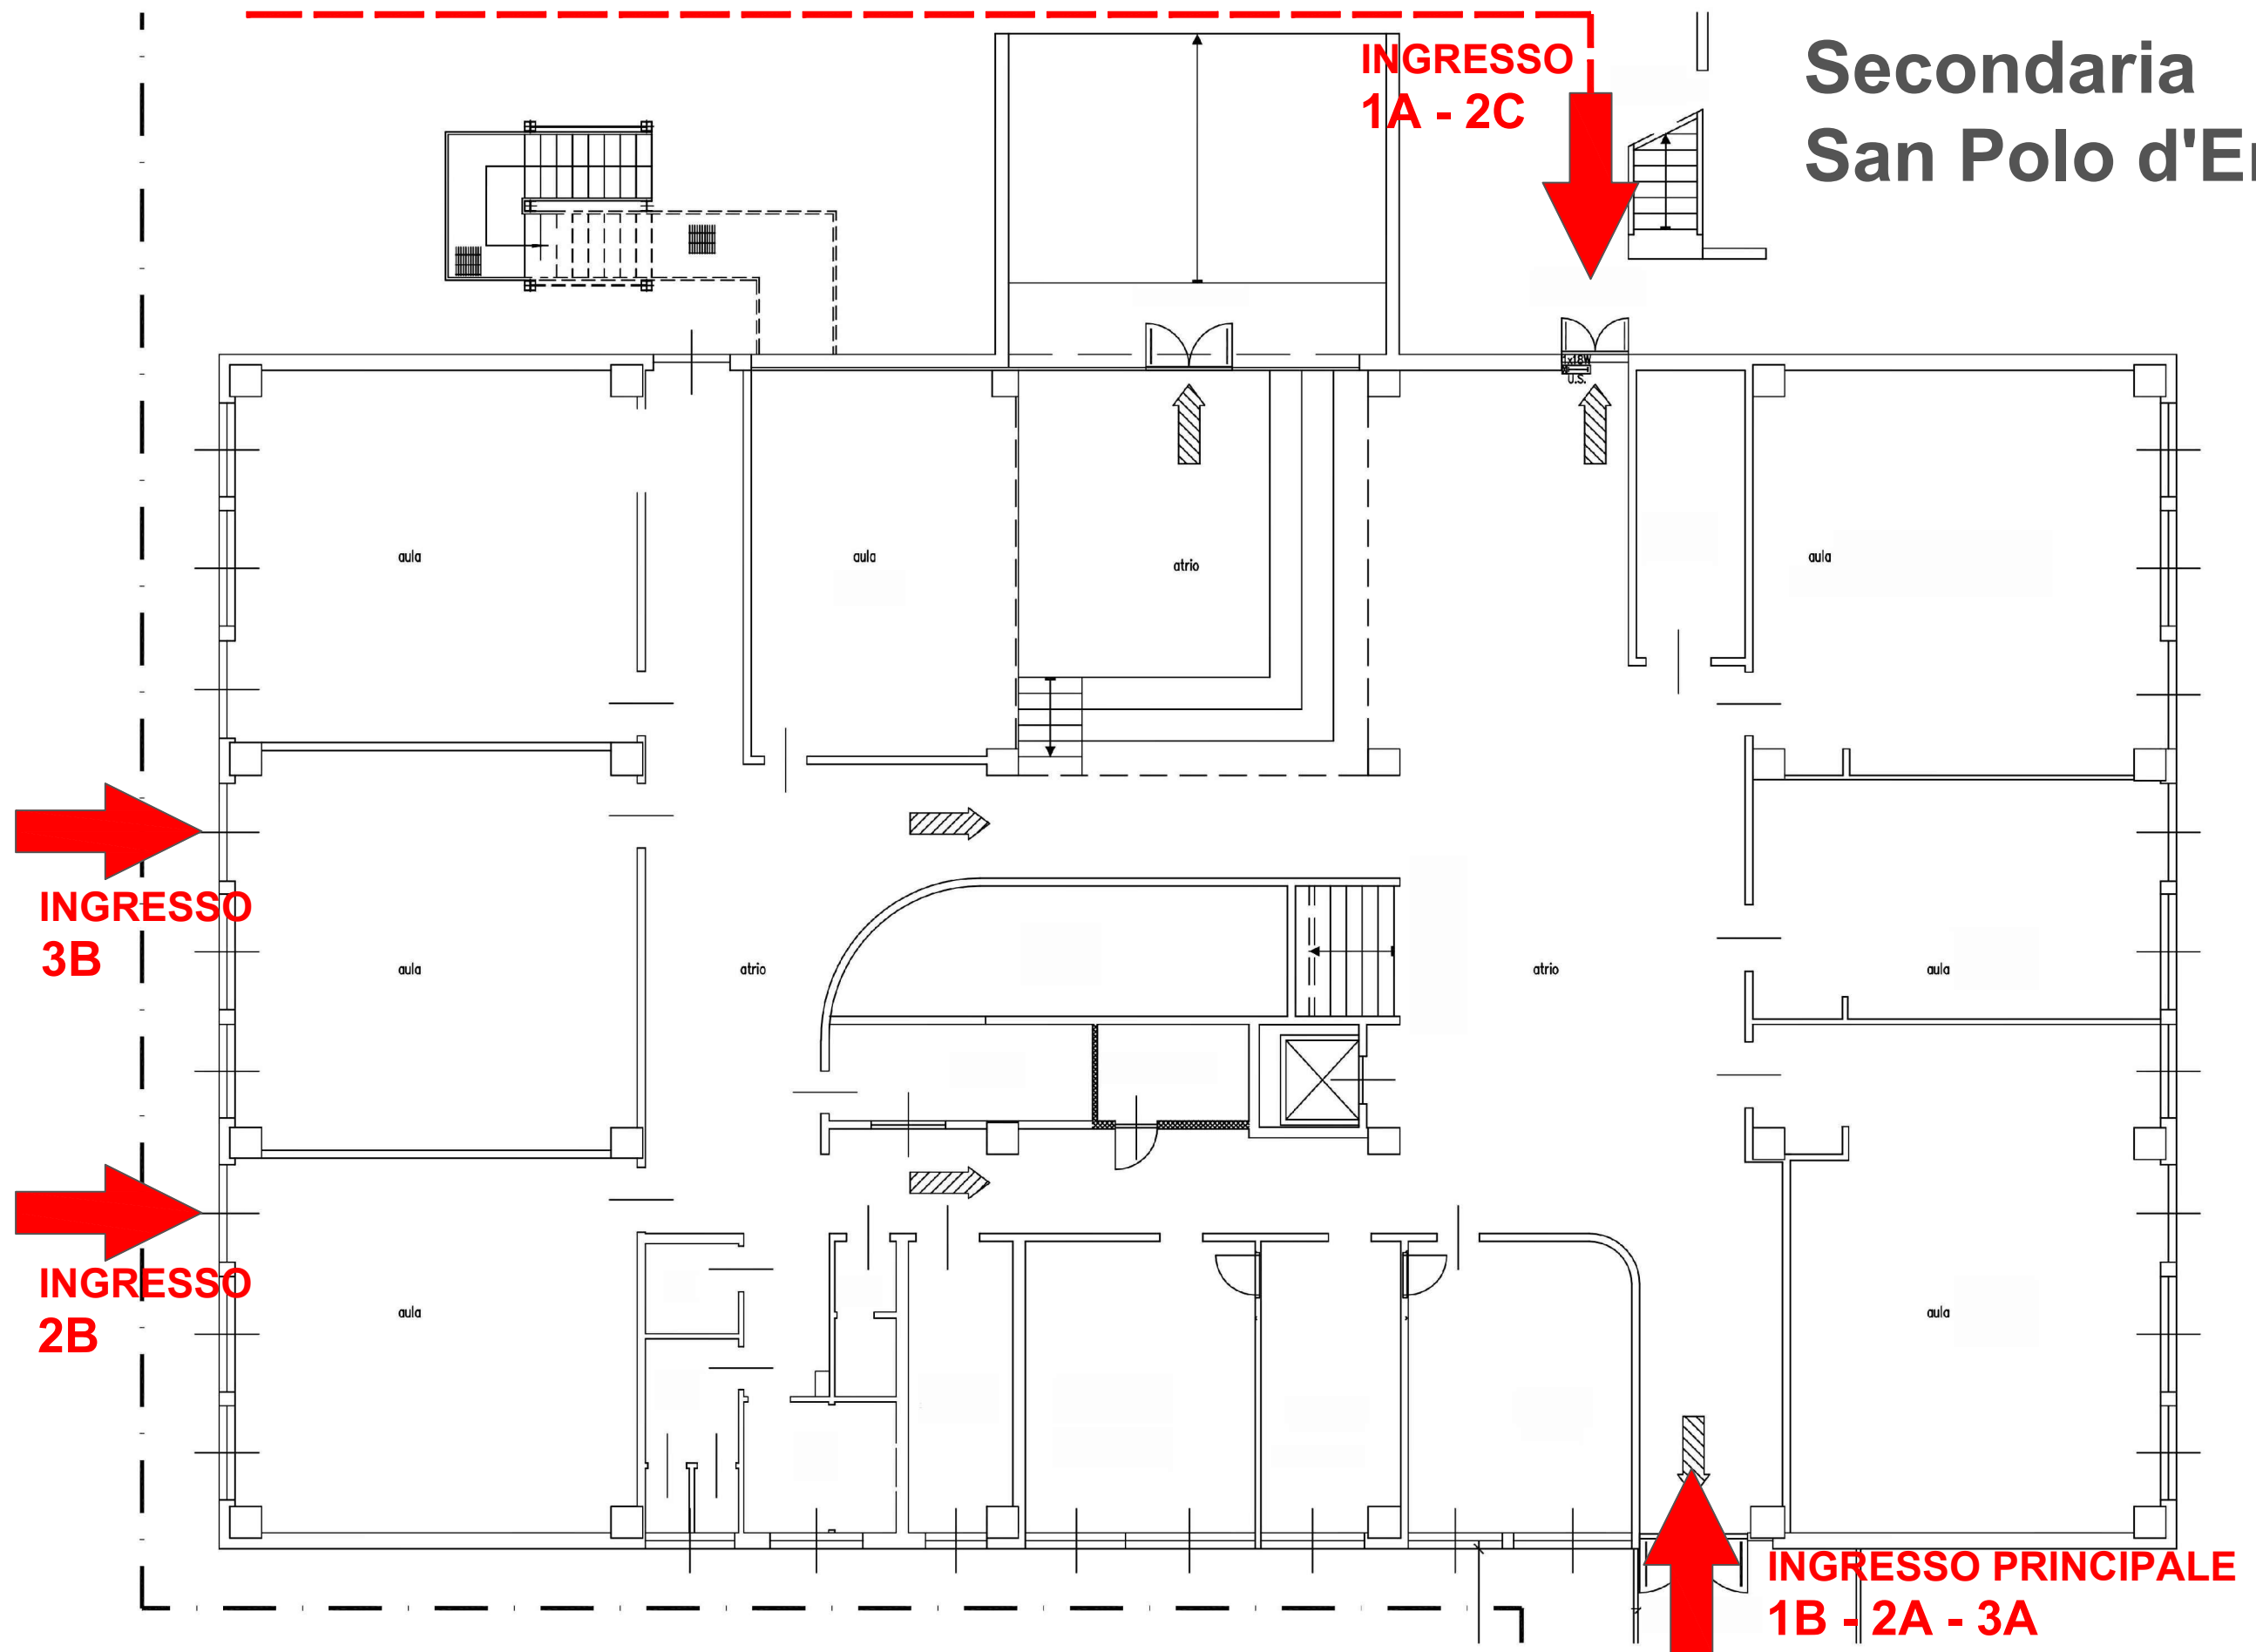 INGRESSO
1A - 2C
Secondaria
San Polo d'E
1x18W
U.S.
aula
aula
atrio
aula
INGRESSO
3B
aula
atrio
atrio
aula
INGRESSO
2B
aula
aula
INGRESSO PRINCIPALE
1B - 2A - 3A